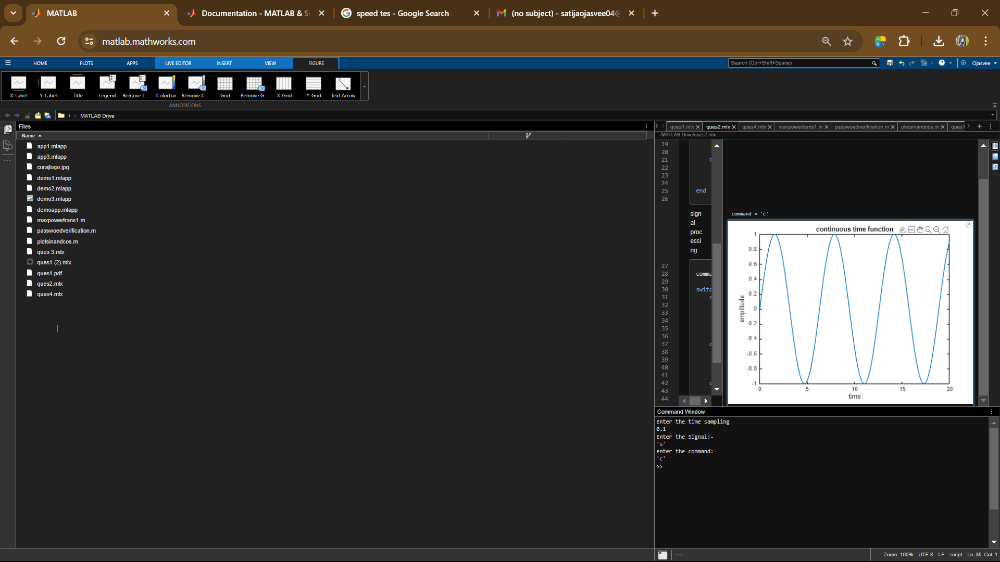 MATLAB
Documentation - MATLAB & Si
speed tes - Google Search
(no subject) - satijaojasvee04@
matlab.mathworks.com
HOME PLOTS APPS LIVE EDITOR INSERT VIEW FIGURE
Search (Ctrl+Shift+Space)
Ojasvee
X-Label Y-Label Title Legend Remove L... Colorbar Remove C... Grid Remove G... X-Grid Y-Grid Text Arrow
ANNOTATIONS
/ > MATLAB Drive
Files
Name
app1.mlapp
app3.mlapp
curajlogo.jpg
demo1.mlapp
demo2.mlapp
demo3.mlapp
demoapp.mlapp
maxpowertrans1.m
passwoedverification.m
plotsinandcos.m
ques 3.mlx
ques1 (2).mlx
ques1.pdf
ques2.mlx
ques4.mlx
ques1.mlx ques2.mlx ques4.mlx maxpowertrans1.m passwoedverification.m plotsinandcos.m ques1
/MATLAB Drive/ques2.mlx
19
20
21 c
22
23
24
25 end
26
sign
al
proc
essi
ng
27
28 comma
29
30 switc
31 c
32
33
34
35
36
37 c
38
39
40
41
42 c
43
44
command = 'c'
continuous time function
1
0.8
0.6
0.4
0.2
0
-0.2
-0.4
-0.6
-0.8
-1
amplitude
0 5 10 15 20
time
Command Window
enter the time sampling
0.1
Enter the Signal:-
's'
enter the command:-
'c'
>>
Zoom: 100% UTF-8 LF script Ln 35 Col 1